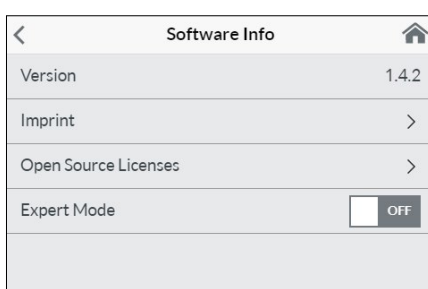 Software Info
Version 1.4.2
Imprint
Open Source Licenses
Expert Mode OFF